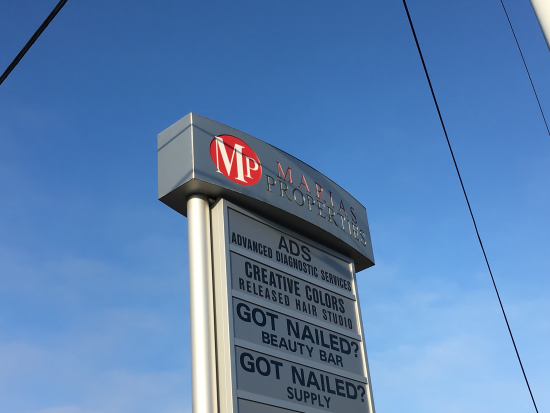 MP
MARIAS
PROPERTIES
ADS
ADVANCED DIAGNOSTIC SERVICES
CREATIVE COLORS
RELEASED HAIR STUDIO
GOT NAILED?
BEAUTY BAR
GOT NAILED?
SUPPLY